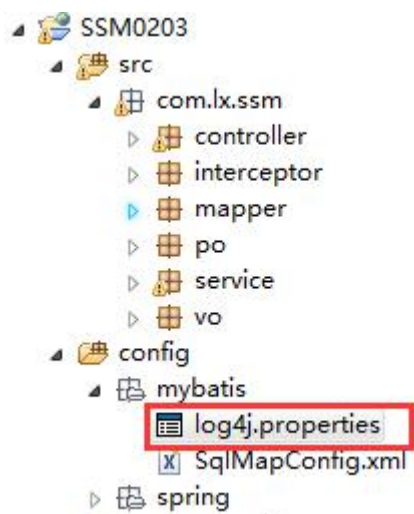 SSM0203
src
com.lx.ssm
controller
interceptor
mapper
po
service
vo
config
mybatis
log4j.properties
SqlMapConfig.xml
spring